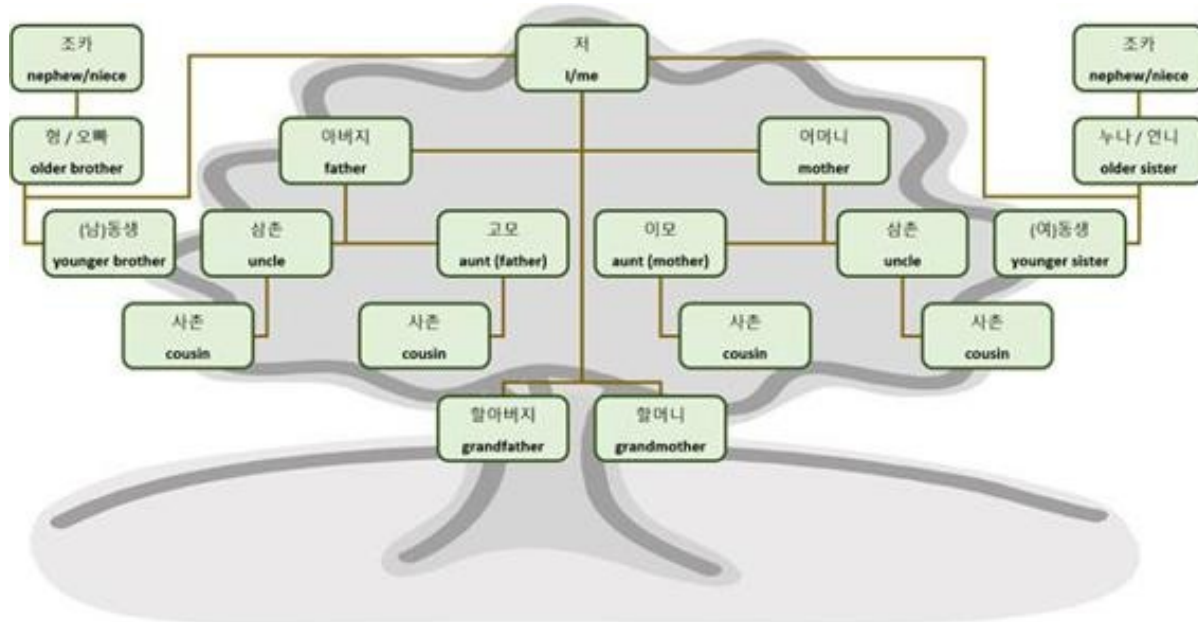 조카
nephew/niece
저
I/me
조카
nephew/niece
형 / 오빠
older brother
아버지
father
어머니
mother
누나 / 언니
older sister
(남)동생
younger brother
삼촌
uncle
고모
aunt (father)
이모
aunt (mother)
삼촌
uncle
(여)동생
younger sister
사촌
cousin
사촌
cousin
사촌
cousin
사촌
cousin
할아버지
grandfather
할머니
grandmother